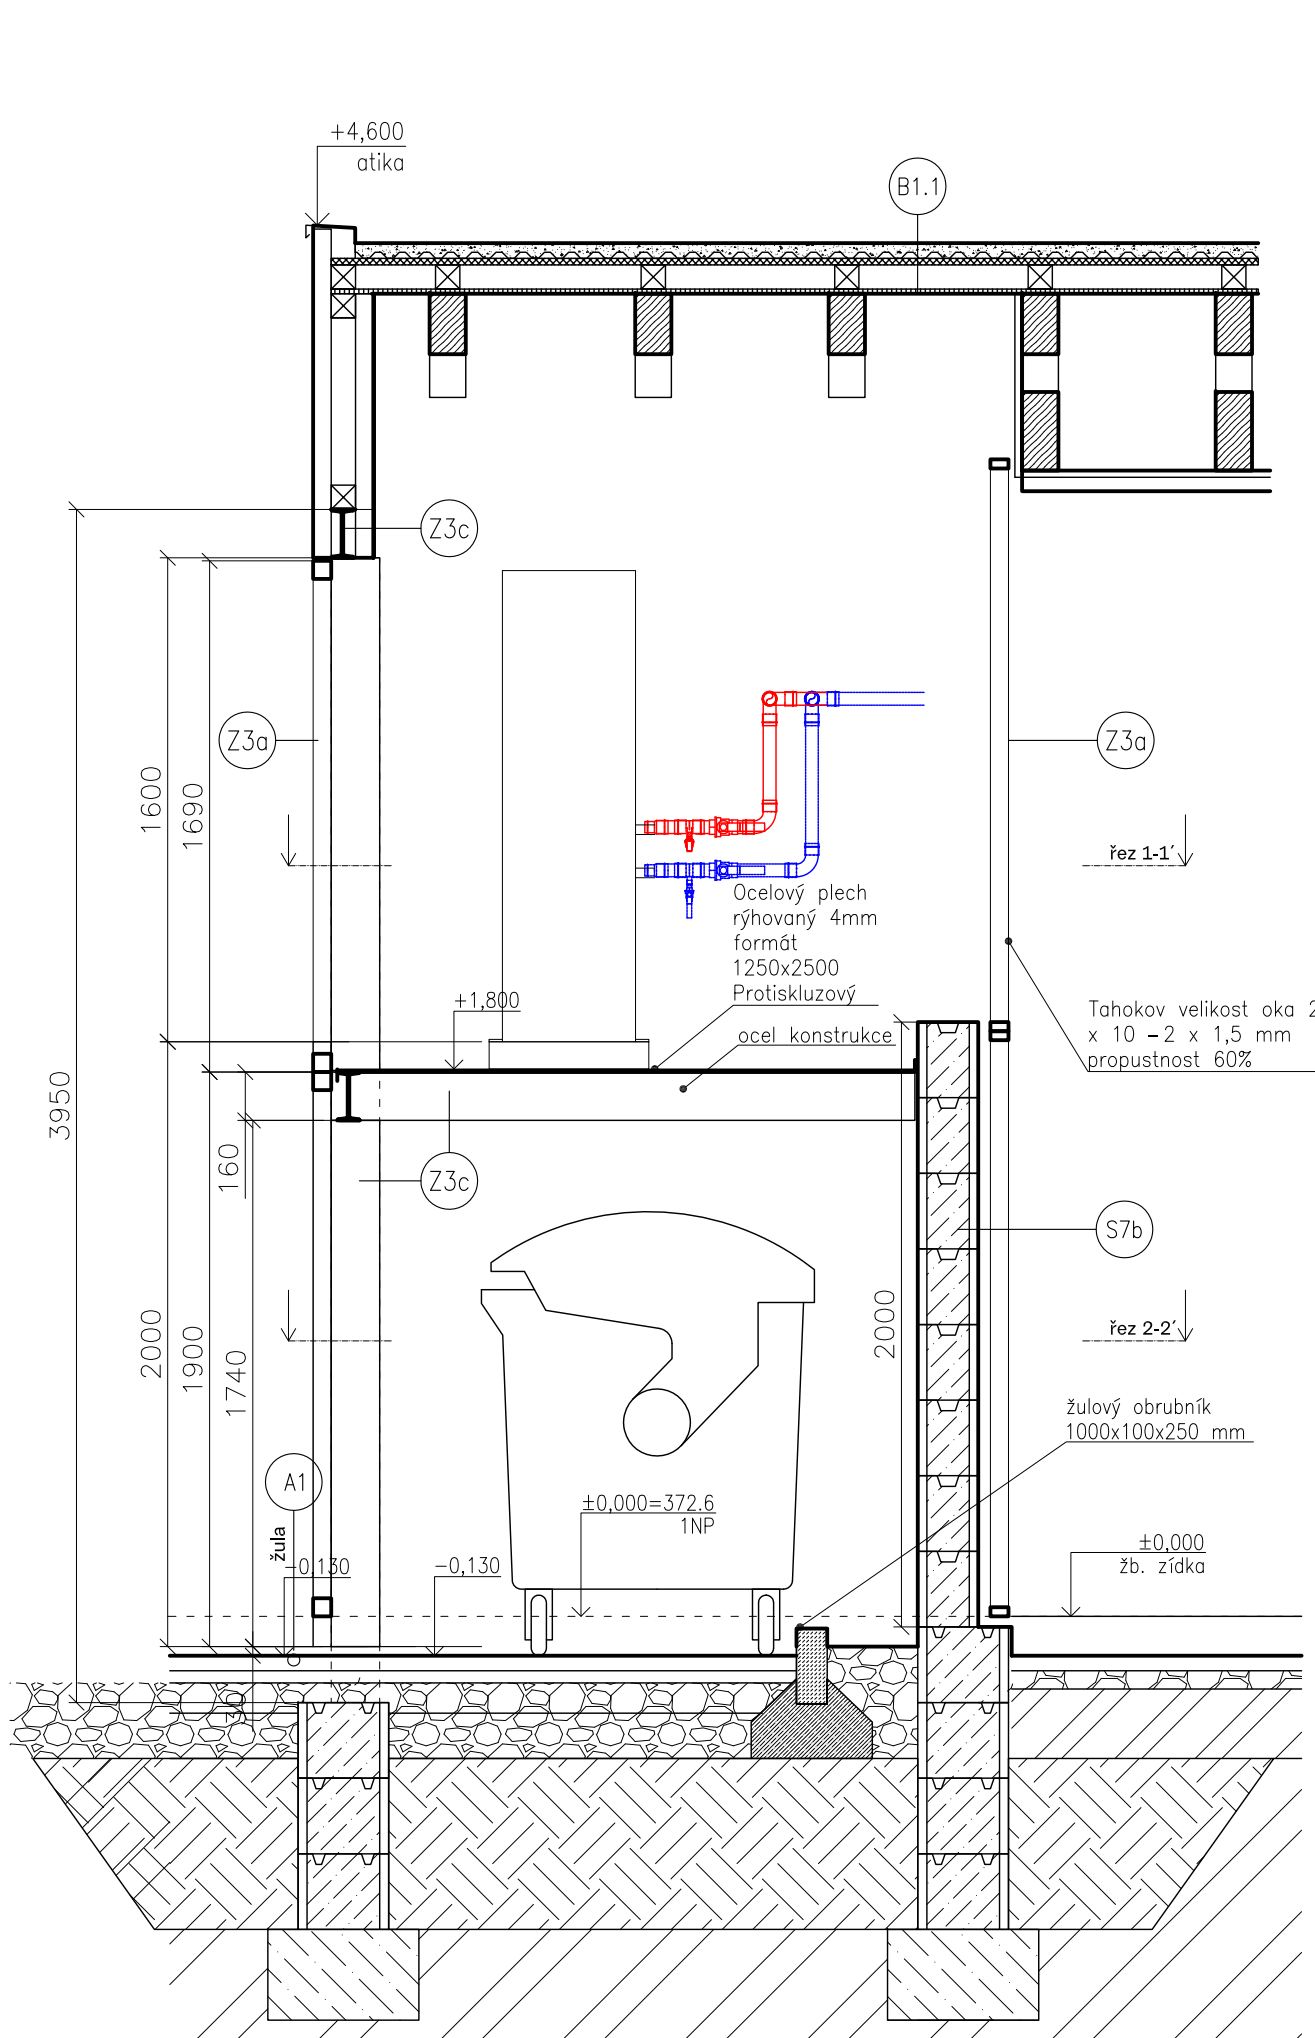 +4,600
atika
B1.1
Z3c
Z3a
Z3a
1600
1690
řez 1-1´
Ocelový plech
rýhovaný 4mm
formát
1250x2500
Protiskluzový
+1,800
ocel konstrukce
Tahokov velikost oka 2
x 10 -2 x 1,5 mm
propustnost 60%
3950
160
Z3c
S7b
2000
1900
1740
2000
řez 2-2´
žulový obrubník
1000x100x250 mm
A1
žula
±0,000=372.6
1NP
-0,130
-0,130
±0,000
žb. zídka